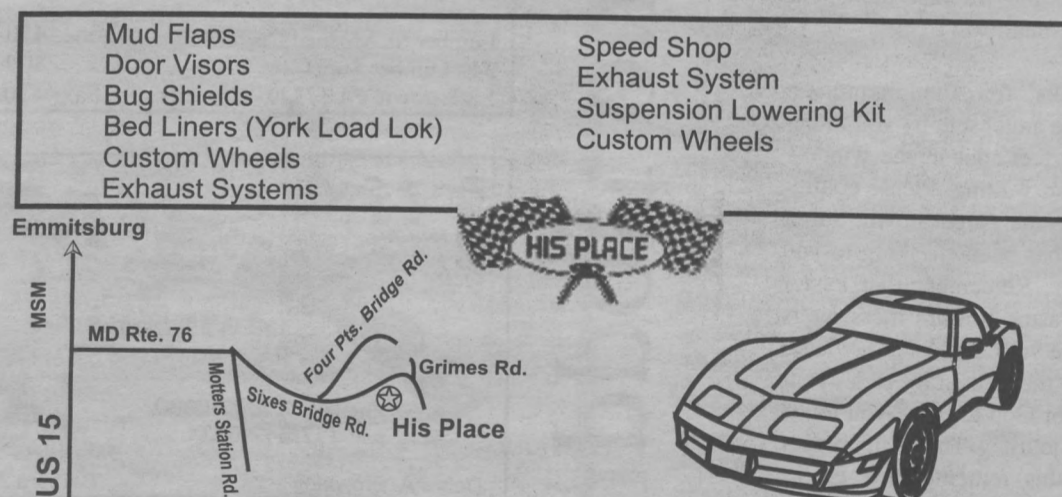 Mud Flaps
Door Visors
Bug Shields
Bed Liners (York Load Lok)
Custom Wheels
Exhaust Systems
Speed Shop
Exhaust System
Suspension Lowering Kit
Custom Wheels
HIS PLACE
Emmitsburg
MSM
MD Rte. 76
US 15
Motters Station Rd.
Sixes Bridge Rd.
Four Pts. Bridge Rd.
Grimes Rd.
His Place